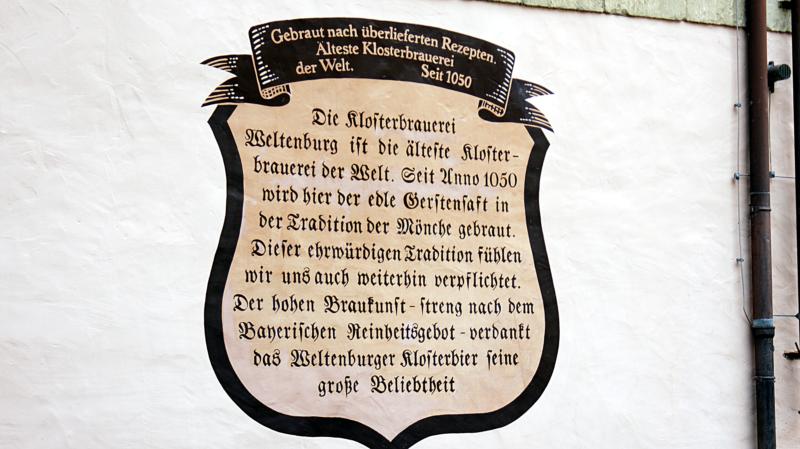 Gebraut nach überlieferten Rezepten.
Älteste Klosterbrauerei
der Welt. Seit 1050
Die Klosterbrauerei
Weltenburg ist die älteste Kloster-
brauerei der Welt. Seit Anno 1050
wird hier der edle Gerstensaft in
der Tradition der Mönche gebraut.
Dieser ehrwürdigen Tradition fühlen
wir uns auch weiterhin verpflichtet.
Der hohen Braukunst - streng nach dem
Bayerischen Reinheitsgebot - verdankt
das Weltenburger Klosterbier seine
große Beliebtheit